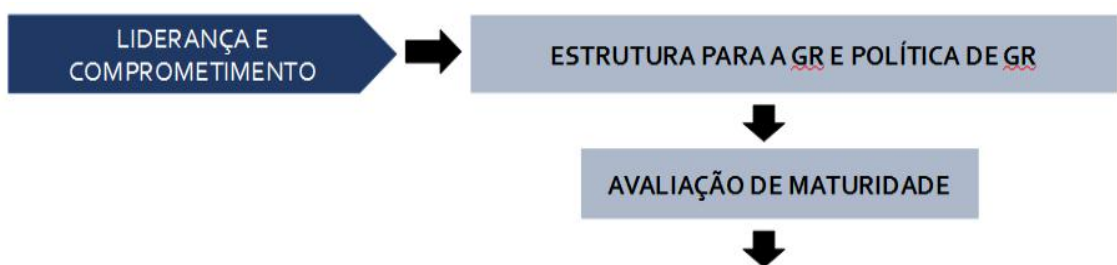 LIDERANÇA E
COMPROMETIMENTO
ESTRUTURA PARA A GR E POLÍTICA DE GR
AVALIAÇÃO DE MATURIDADE